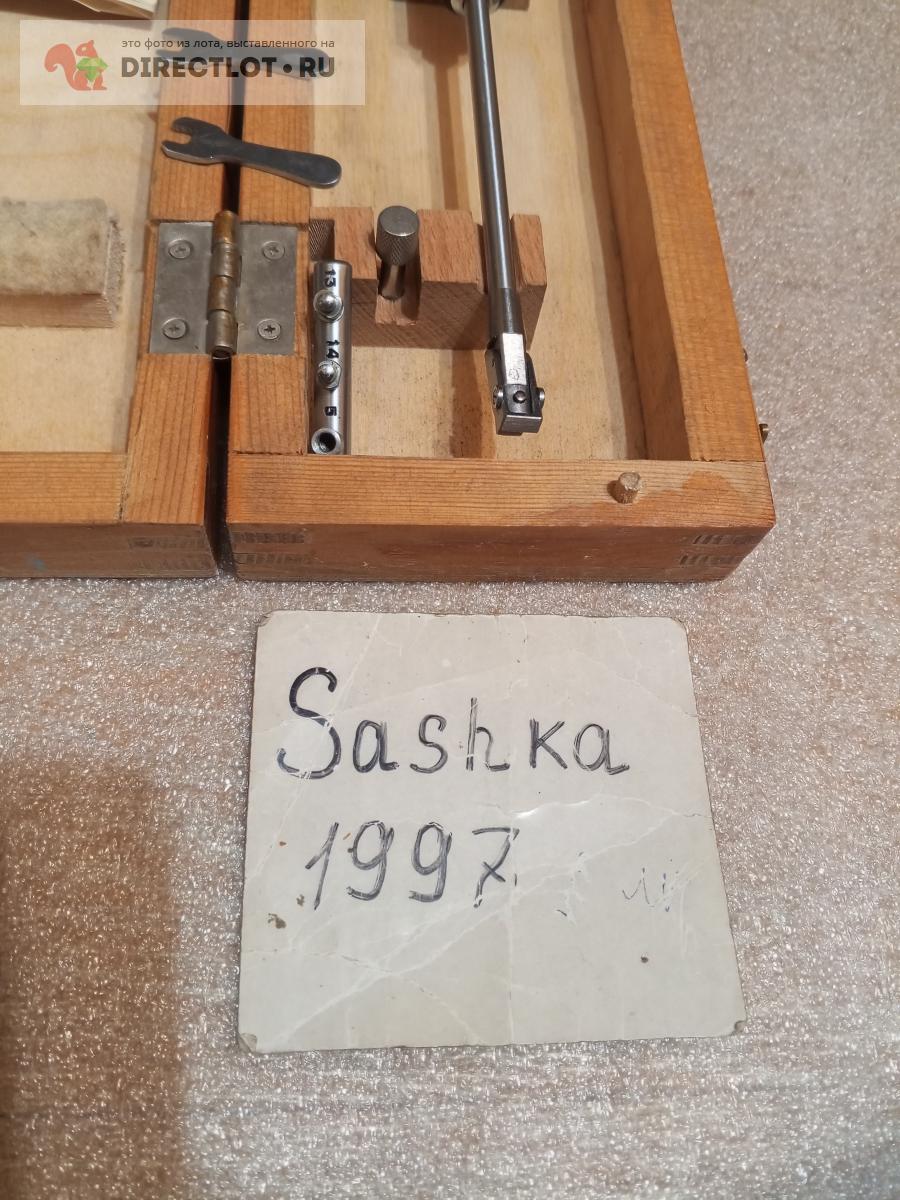 это фото из лота, выставленного на
DIRECTLOT.RU
13
14
5
Sashka
1997